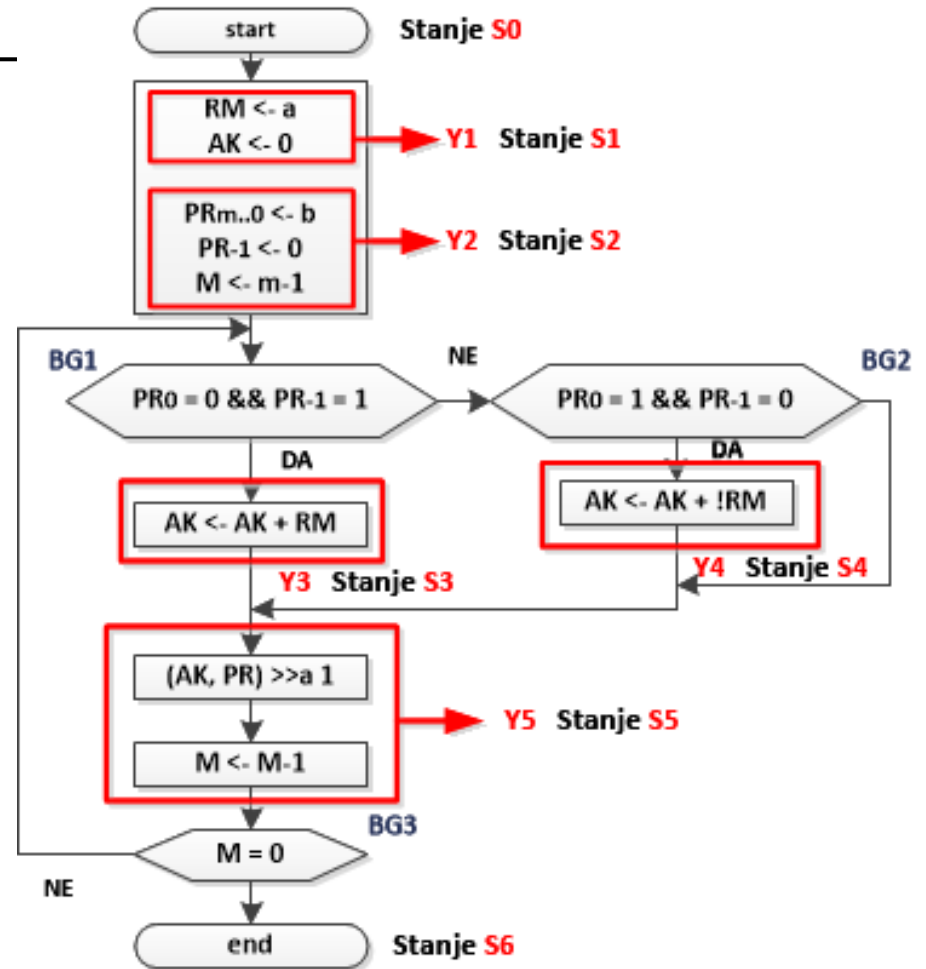 start
Stanje S0
RM <- a
AK <- 0
Y1 Stanje S1
PRm..0 <- b
PR-1 <- 0
M <- m-1
Y2 Stanje S2
BG1
PR0 = 0 && PR-1 = 1
NE
BG2
PR0 = 1 && PR-1 = 0
DA
AK <- AK + RM
Y3 Stanje S3
DA
AK <- AK + !RM
Y4 Stanje S4
(AK, PR) >>a 1
M <- M-1
Y5 Stanje S5
BG3
M = 0
NE
end
Stanje S6